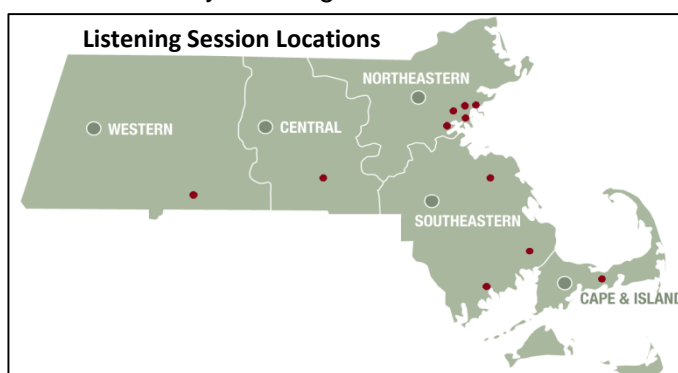 Listening Session Locations
NORTHEASTERN
WESTERN
CENTRAL
SOUTHEASTERN
CAPE & ISLAND